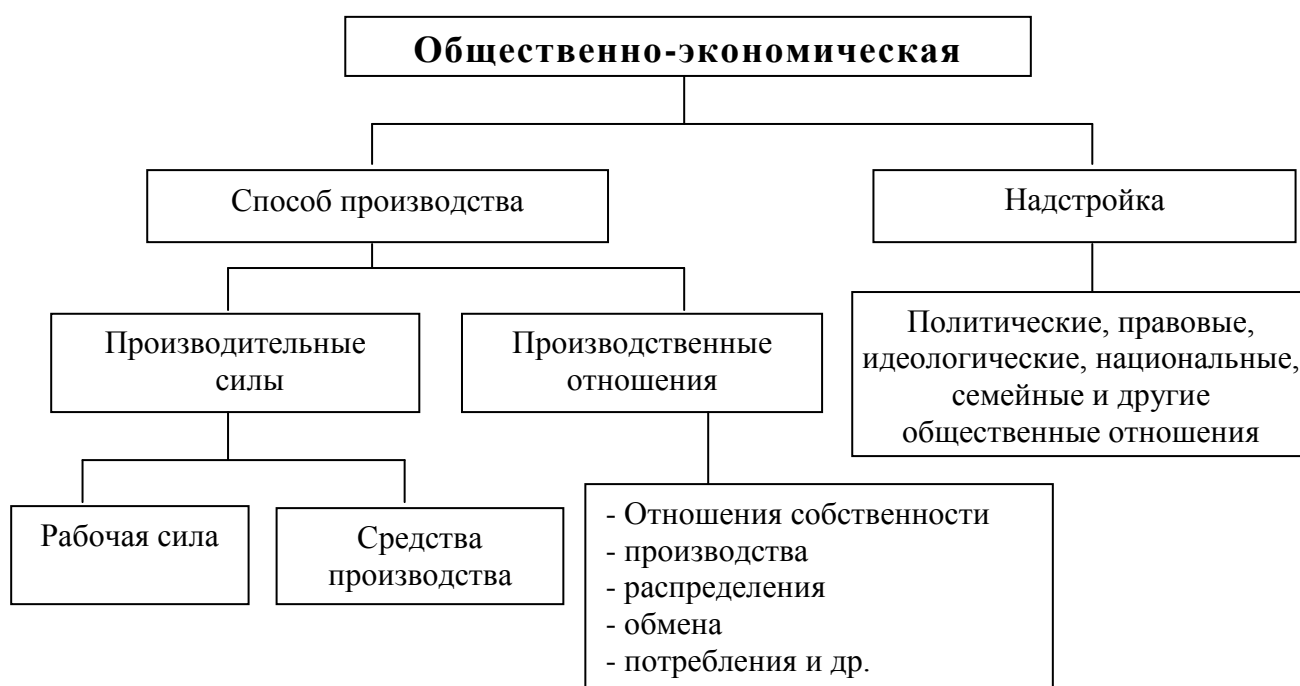 Общественно-экономическая
Способ производства
Надстройка
Производительные
силы
Производственные
отношения
Политические, правовые,
идеологические, национальные,
семейные и другие
общественные отношения
Рабочая сила
Средства
производства
- Отношения собственности
- производства
- распределения
- обмена
- потребления и др.